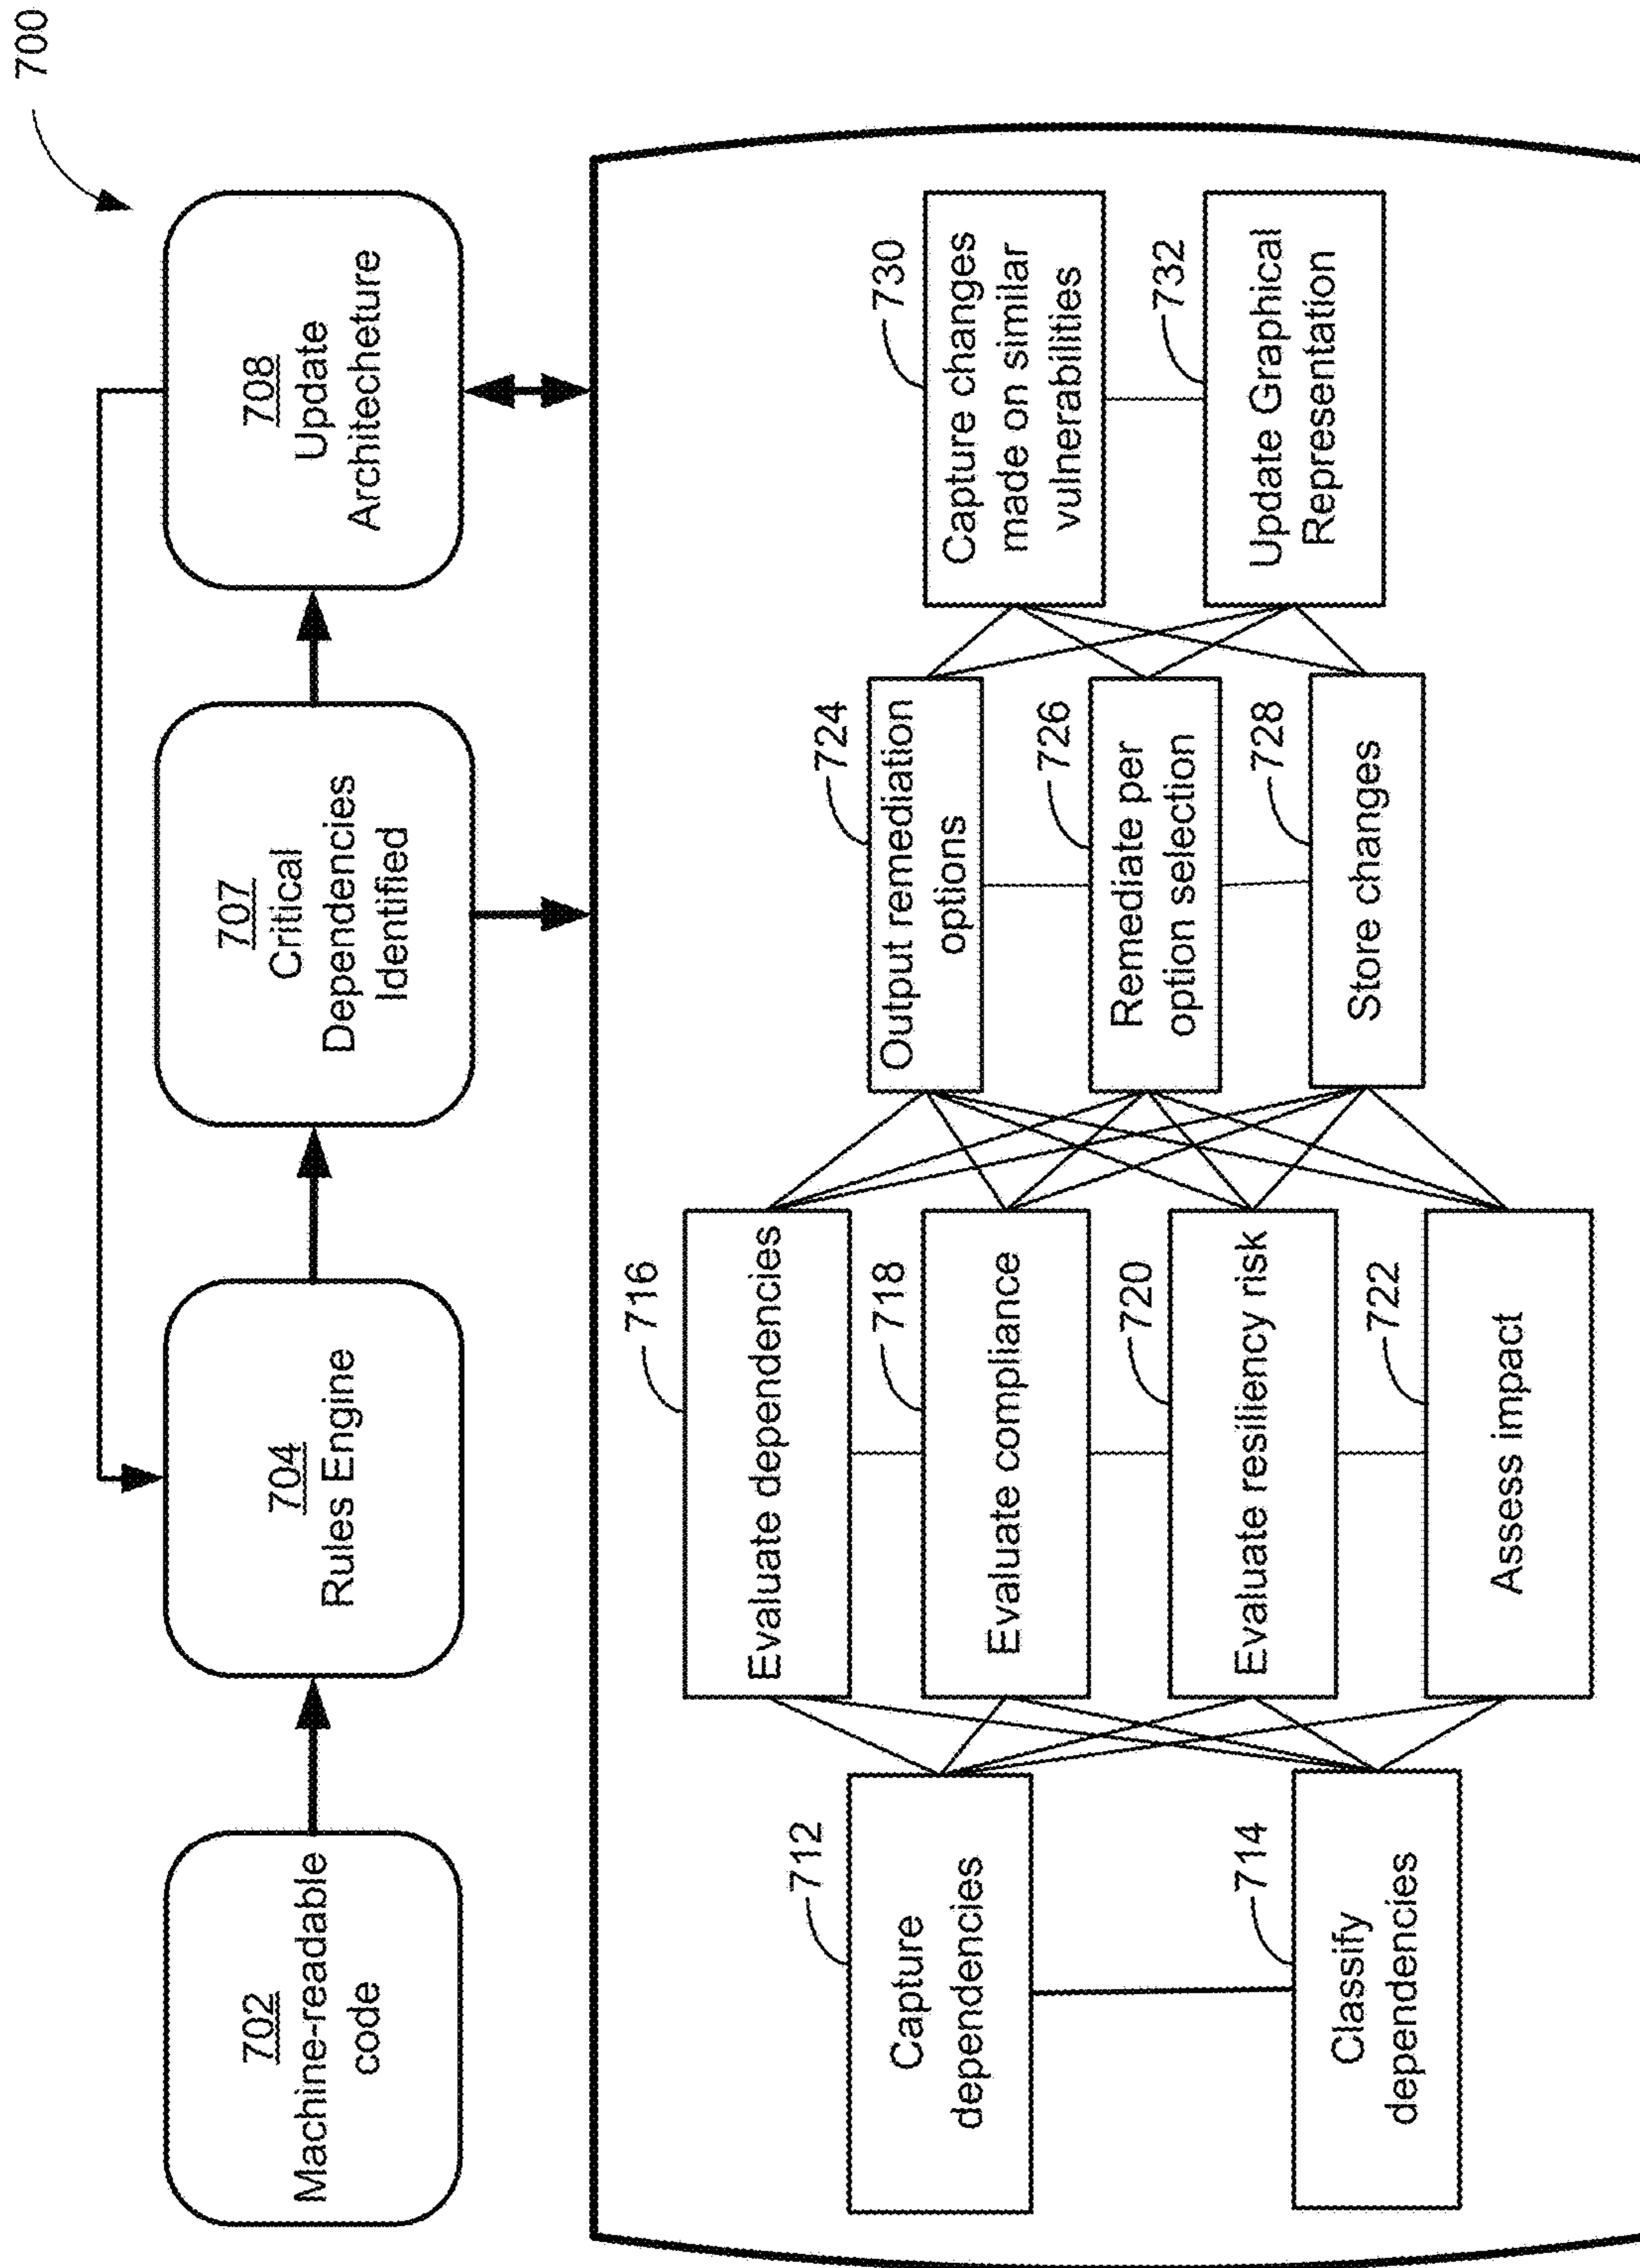 700
702
Machine-readable
code
704
Rules Engine
707
Critical
Dependencies
Identified
708
Update
Architecheture
712
Capture
dependencies
714
Classify
dependencies
716
Evaluate dependencies
718
Evaluate compliance
720
Evaluate resiliency risk
722
Assess impact
724
Output remediation
options
726
Remediate per
option selection
728
Store changes
730
Capture changes
made on similar
vulnerabilities
732
Update Graphical
Representation